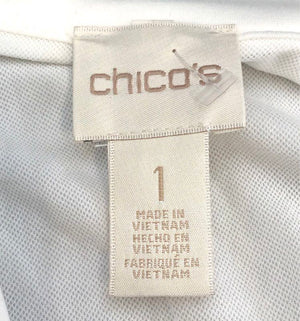 chico's
1
MADE IN
VIETNAM
HECHO EN
VIETNAM
FABRIQUÉ EN
VIETNAM